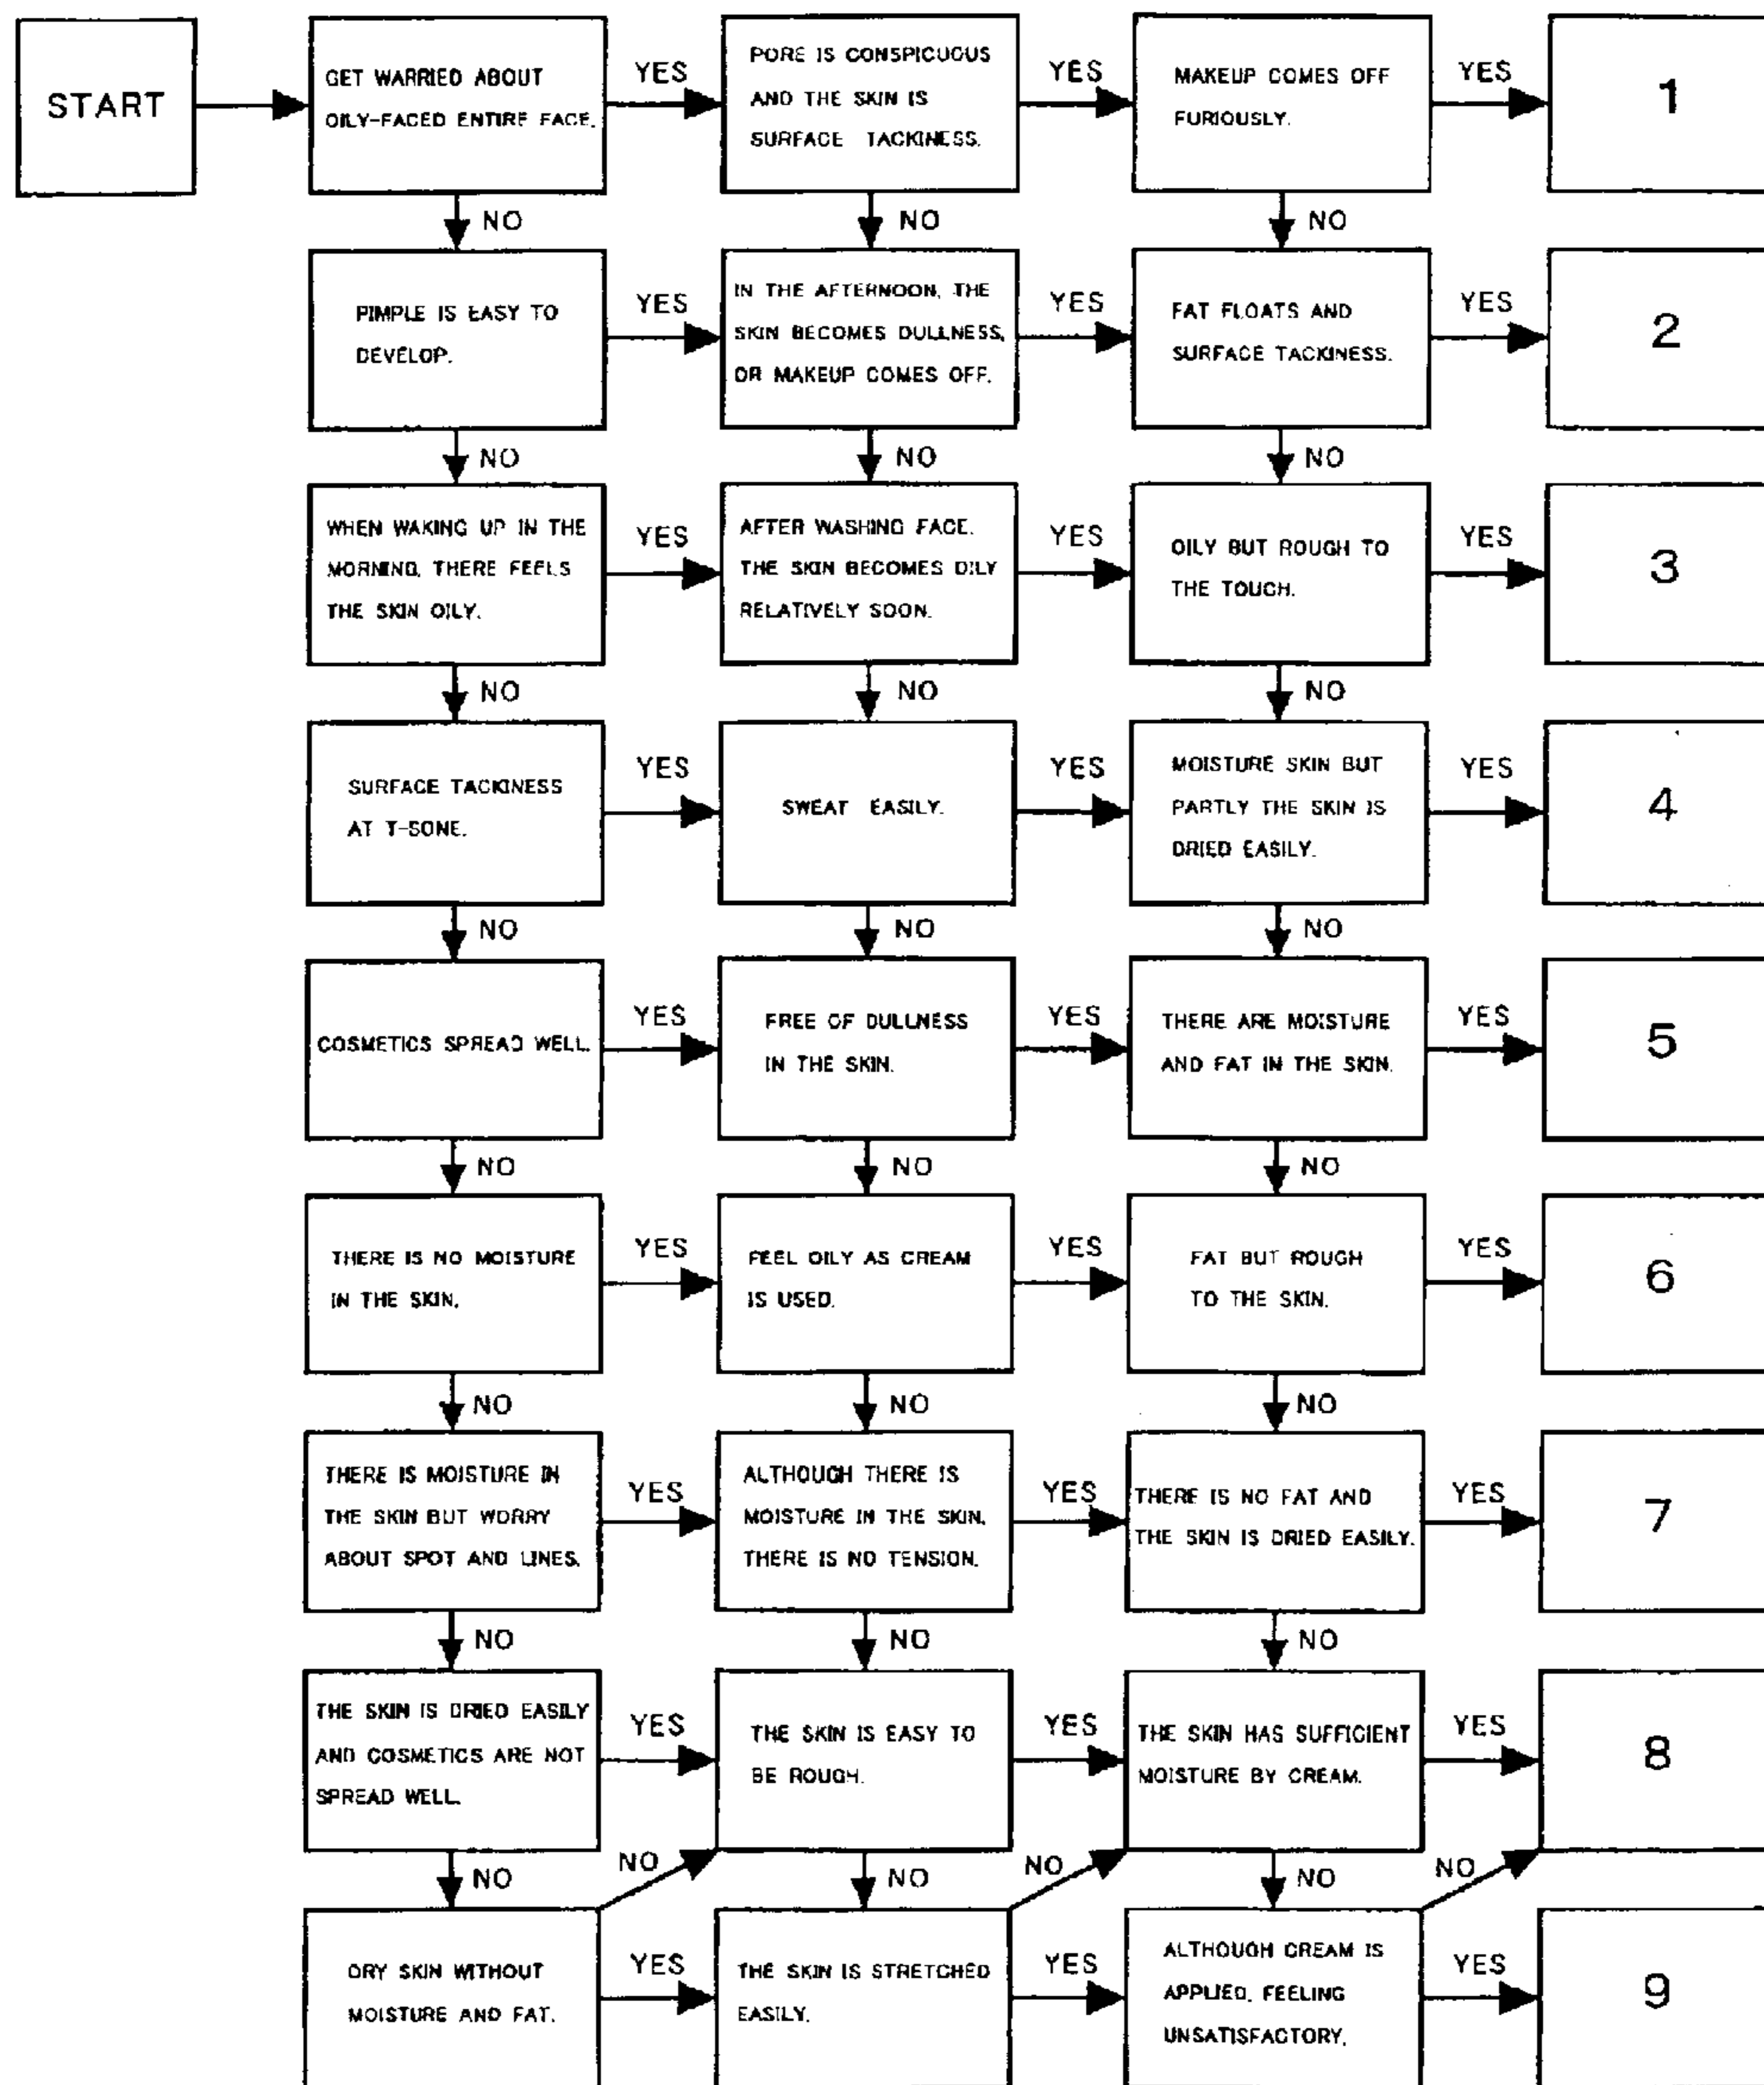 START
GET WARRIED ABOUT
OILY-FACED ENTIRE FACE.
YES
PORE IS CONSPICUOUS
AND THE SKIN IS
SURFACE TACKINESS.
YES
MAKEUP COMES OFF
FURIOUSLY.
YES
1
NO
NO
NO
PIMPLE IS EASY TO
DEVELOP.
YES
IN THE AFTERNOON, THE
SKIN BECOMES DULLNESS,
OR MAKEUP COMES OFF.
YES
FAT FLOATS AND
SURFACE TACKINESS.
YES
2
NO
NO
NO
WHEN WAKING UP IN THE
MORNING, THERE FEELS
THE SKIN OILY.
YES
AFTER WASHING FACE.
THE SKIN BECOMES OILY
RELATIVELY SOON.
YES
OILY BUT ROUGH TO
THE TOUCH.
YES
3
NO
NO
NO
SURFACE TACKINESS
AT T-SONE.
YES
SWEAT EASILY.
YES
MOISTURE SKIN BUT
PARTLY THE SKIN IS
DRIED EASILY.
YES
4
NO
NO
NO
COSMETICS SPREAD WELL.
YES
FREE OF DULLNESS
IN THE SKIN.
YES
THERE ARE MOISTURE
AND FAT IN THE SKIN.
YES
5
NO
NO
NO
THERE IS NO MOISTURE
IN THE SKIN.
YES
FEEL OILY AS CREAM
IS USED.
YES
FAT BUT ROUGH
TO THE SKIN.
YES
6
NO
NO
NO
THERE IS MOISTURE IN
THE SKIN BUT WORRY
ABOUT SPOT AND LINES.
YES
ALTHOUGH THERE IS
MOISTURE IN THE SKIN,
THERE IS NO TENSION.
YES
THERE IS NO FAT AND
THE SKIN IS DRIED EASILY.
YES
7
NO
NO
NO
THE SKIN IS DRIED EASILY
AND COSMETICS ARE NOT
SPREAD WELL.
YES
THE SKIN IS EASY TO
BE ROUGH.
YES
THE SKIN HAS SUFFICIENT
MOISTURE BY CREAM.
YES
8
NO
NO
NO
NO
NO
NO
DRY SKIN WITHOUT
MOISTURE AND FAT.
YES
THE SKIN IS STRETCHED
EASILY.
YES
ALTHOUGH CREAM IS
APPLIED, FEELING
UNSATISFACTORY.
YES
9